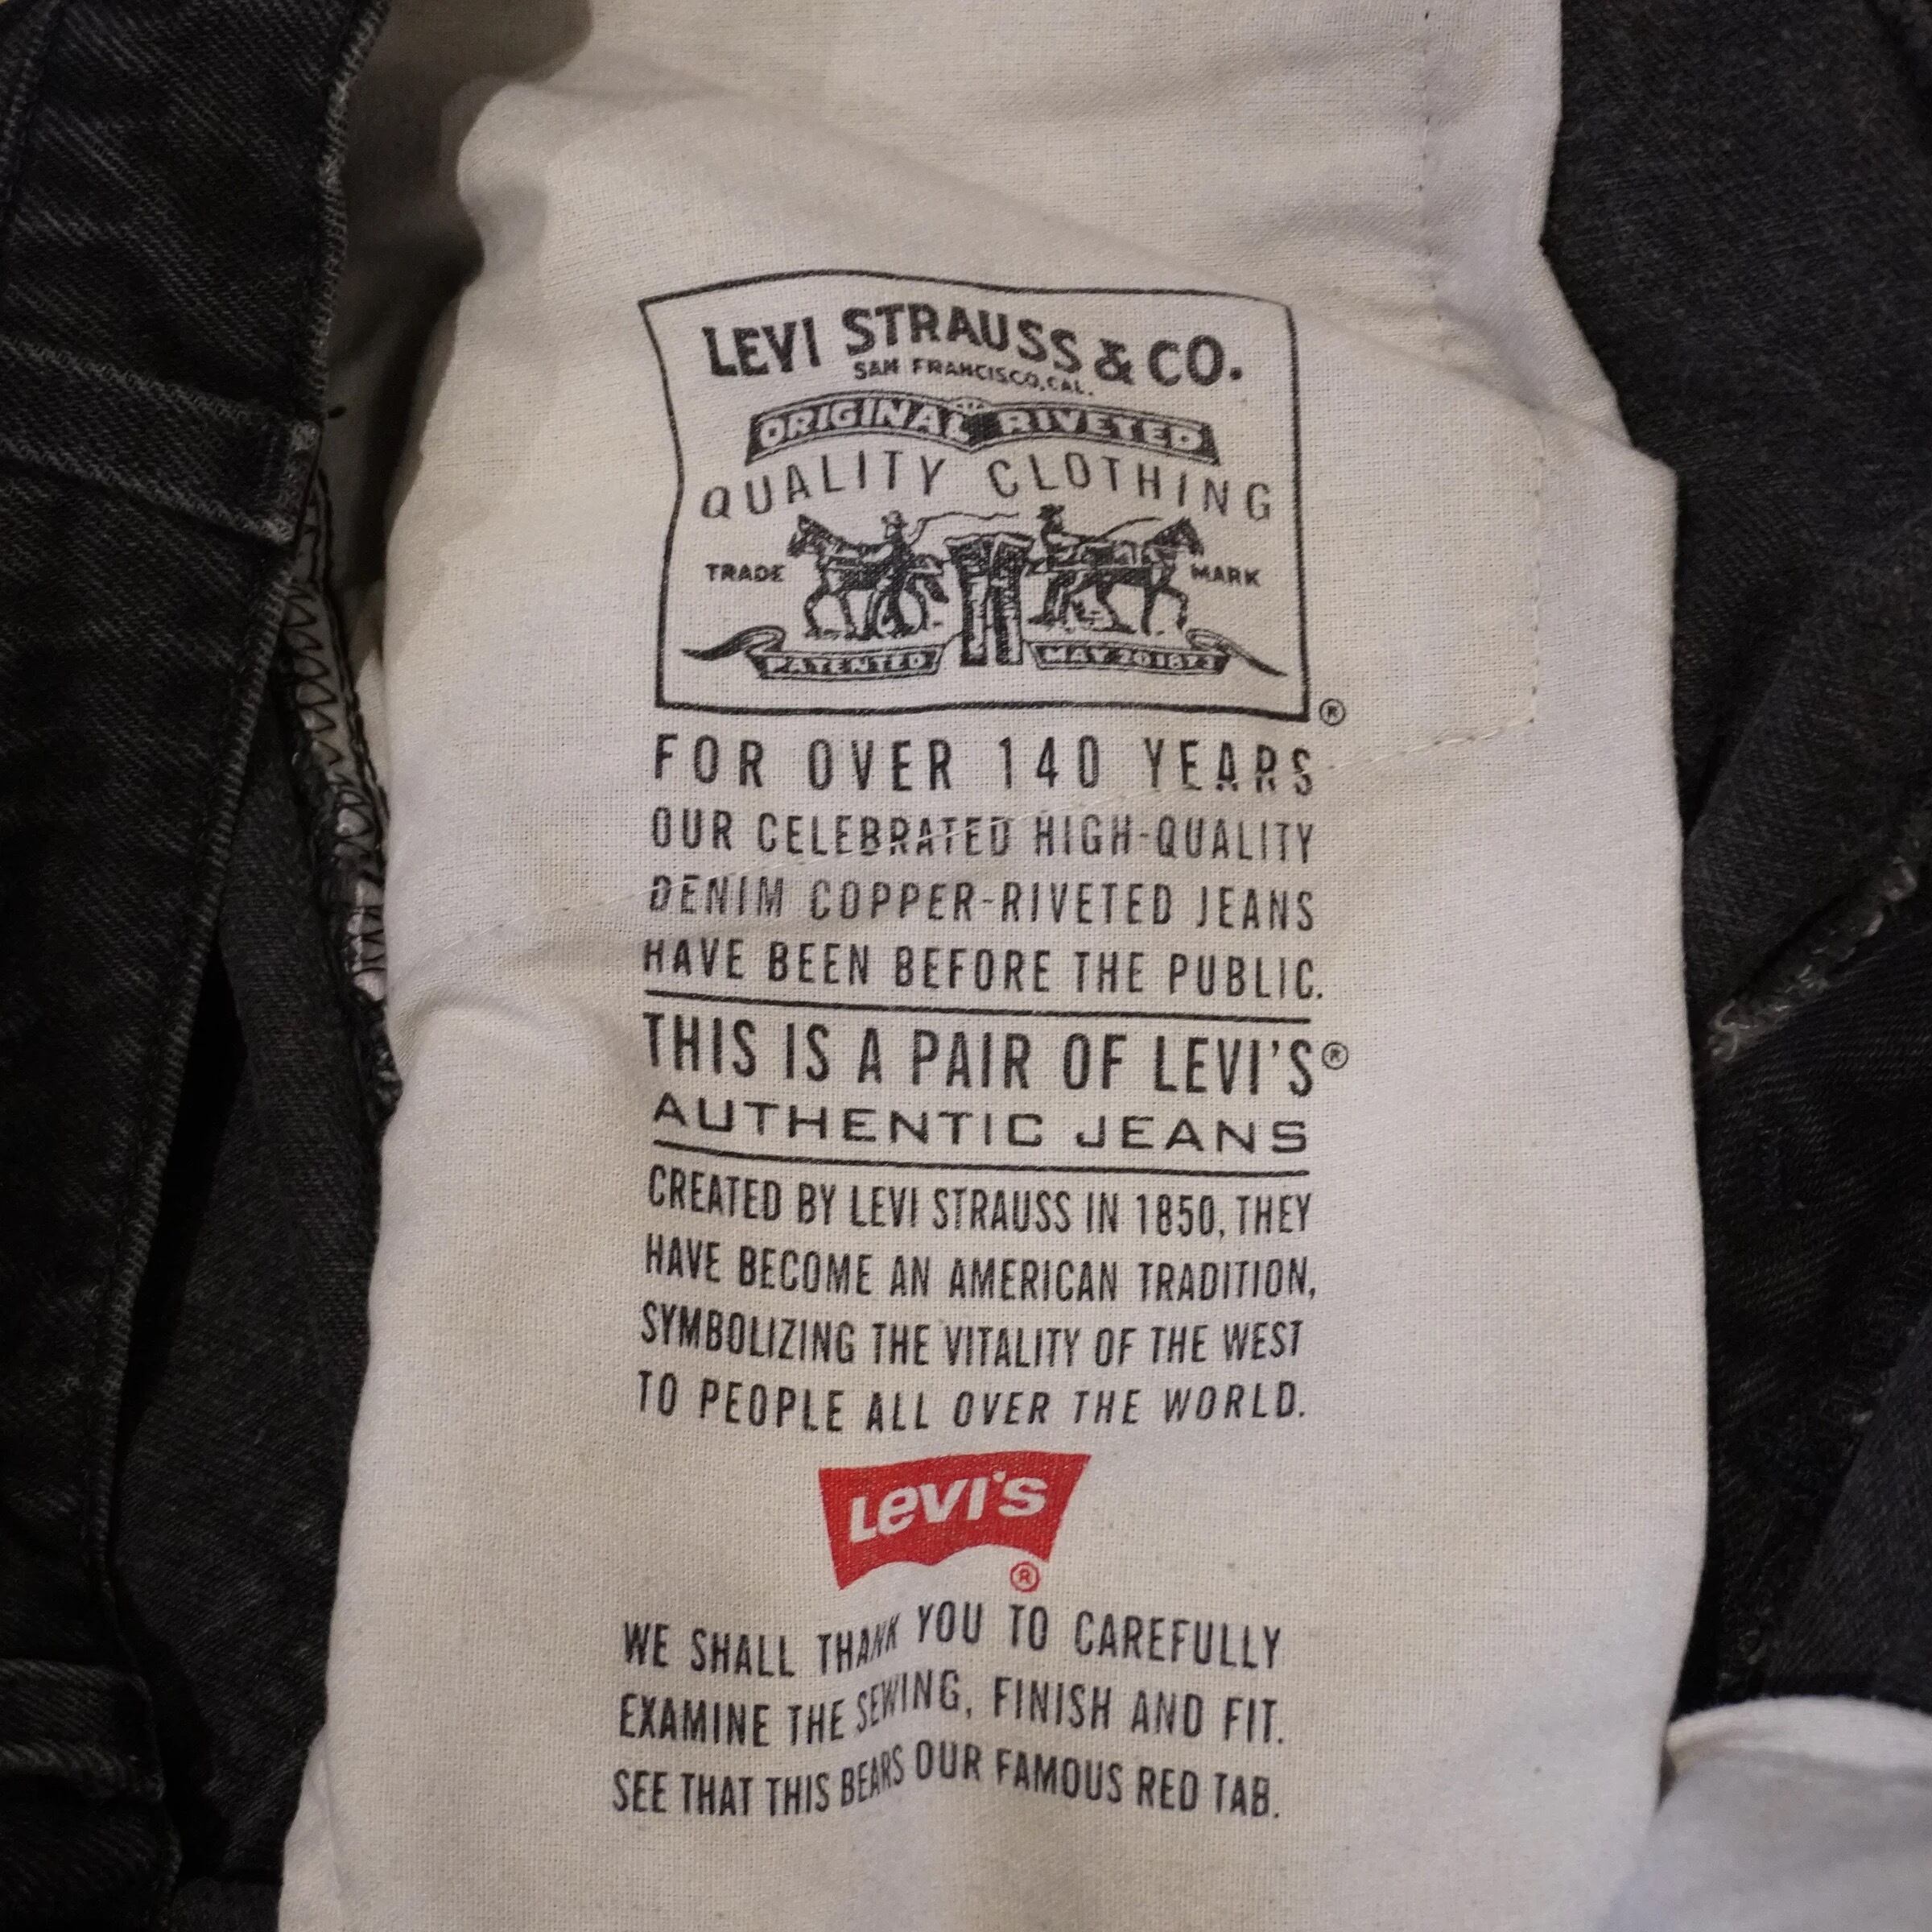 LEVI STRAUSS & CO.
SAN FRANCISCO, CAL.
ORIGINAL RIVETED
QUALITY CLOTHING
TRADE MARK
PATENTED MAY 20 1873
®
FOR OVER 140 YEARS
OUR CELEBRATED HIGH-QUALITY
DENIM COPPER-RIVETED JEANS
HAVE BEEN BEFORE THE PUBLIC.
THIS IS A PAIR OF LEVI'S®
AUTHENTIC JEANS
CREATED BY LEVI STRAUSS IN 1850, THEY
HAVE BECOME AN AMERICAN TRADITION,
SYMBOLIZING THE VITALITY OF THE WEST
TO PEOPLE ALL OVER THE WORLD.
LEVI'S
®
WE SHALL THANK YOU TO CAREFULLY
EXAMINE THE SEWING, FINISH AND FIT.
SEE THAT THIS BEARS OUR FAMOUS RED TAB.